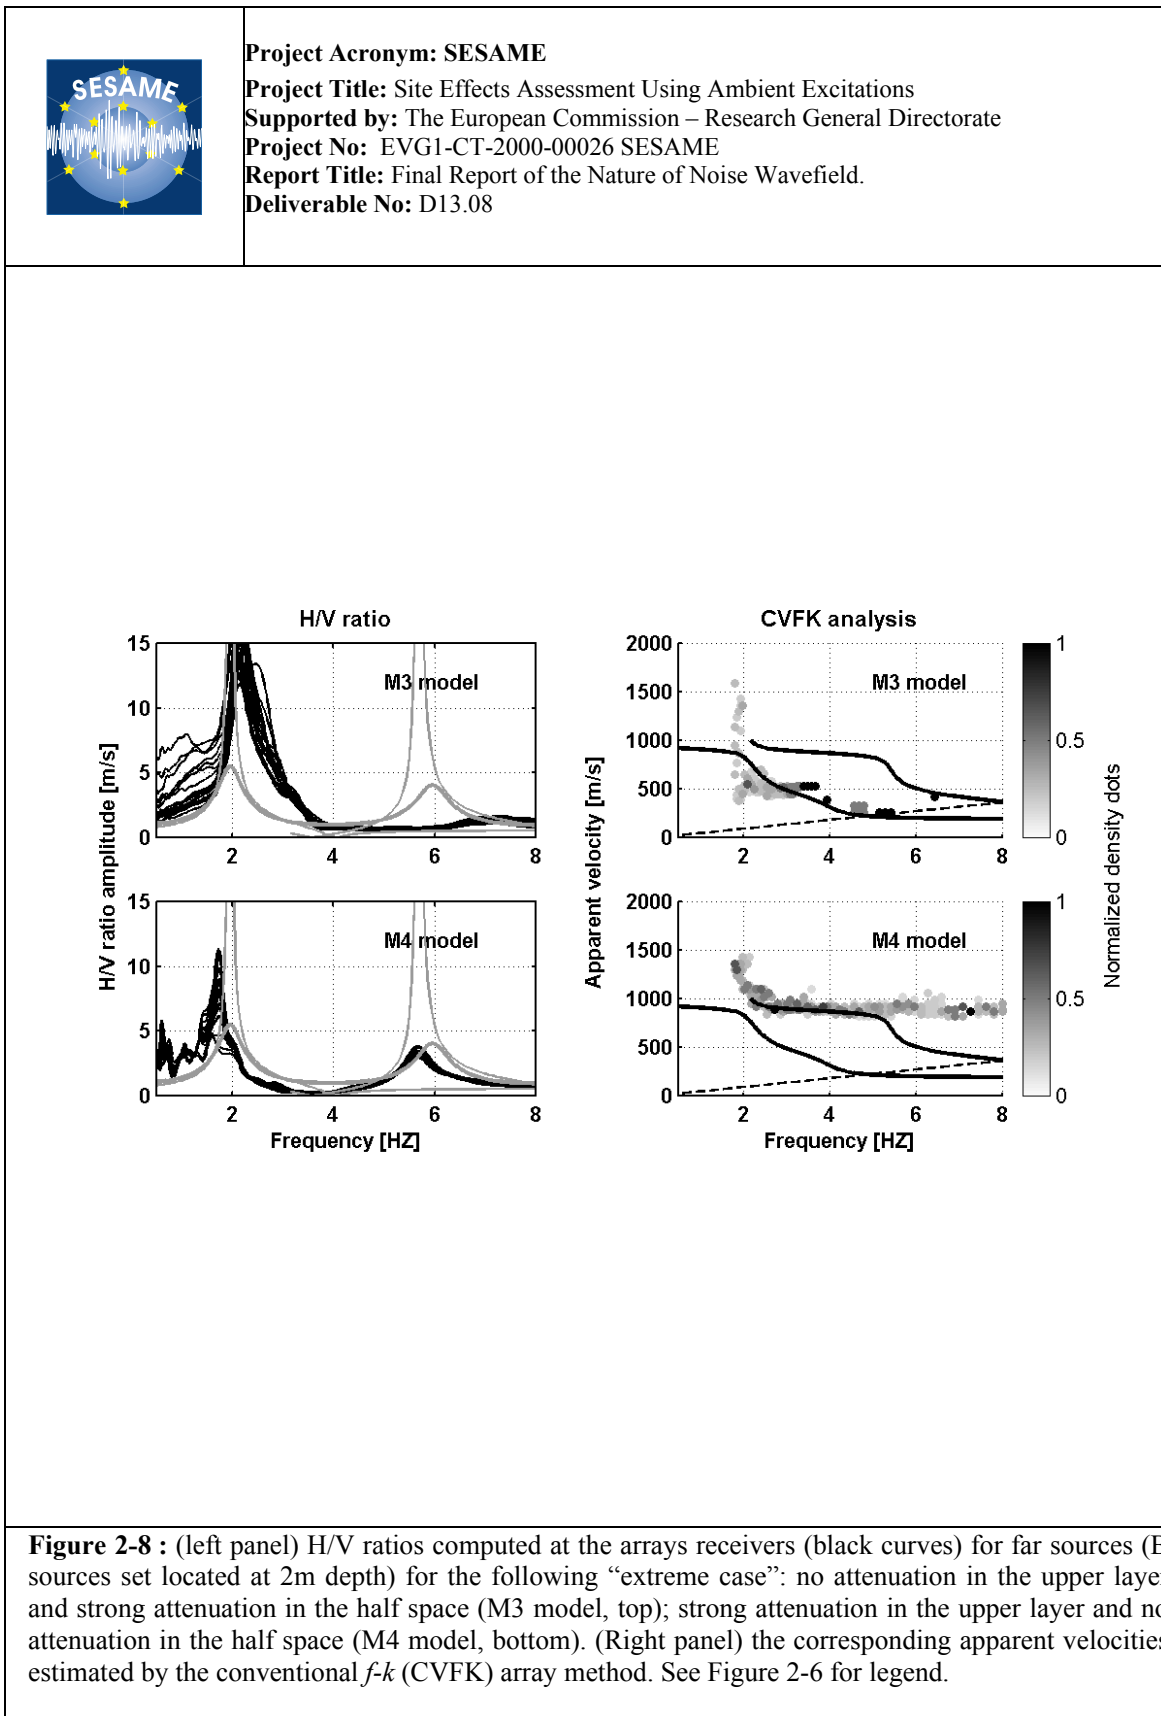 SESAME
Project Acronym: SESAME
Project Title: Site Effects Assessment Using Ambient Excitations
Supported by: The European Commission – Research General Directorate
Project No: EVG1-CT-2000-00026 SESAME
Report Title: Final Report of the Nature of Noise Wavefield.
Deliverable No: D13.08
H/V ratio
15
10
5
0
2
4
6
8
M3 model
15
10
5
0
2
4
6
8
M4 model
H/V ratio amplitude [m/s]
Frequency [HZ]
CVFK analysis
2000
1500
1000
500
0
2
4
6
8
M3 model
1
0.5
0
2000
1500
1000
500
0
2
4
6
8
M4 model
1
0.5
0
Apparent velocity [m/s]
Frequency [HZ]
Normalized density dots
Figure 2-8 : (left panel) H/V ratios computed at the arrays receivers (black curves) for far sources (E
sources set located at 2m depth) for the following “extreme case”: no attenuation in the upper layer
and strong attenuation in the half space (M3 model, top); strong attenuation in the upper layer and no
attenuation in the half space (M4 model, bottom). (Right panel) the corresponding apparent velocities
estimated by the conventional f-k (CVFK) array method. See Figure 2-6 for legend.